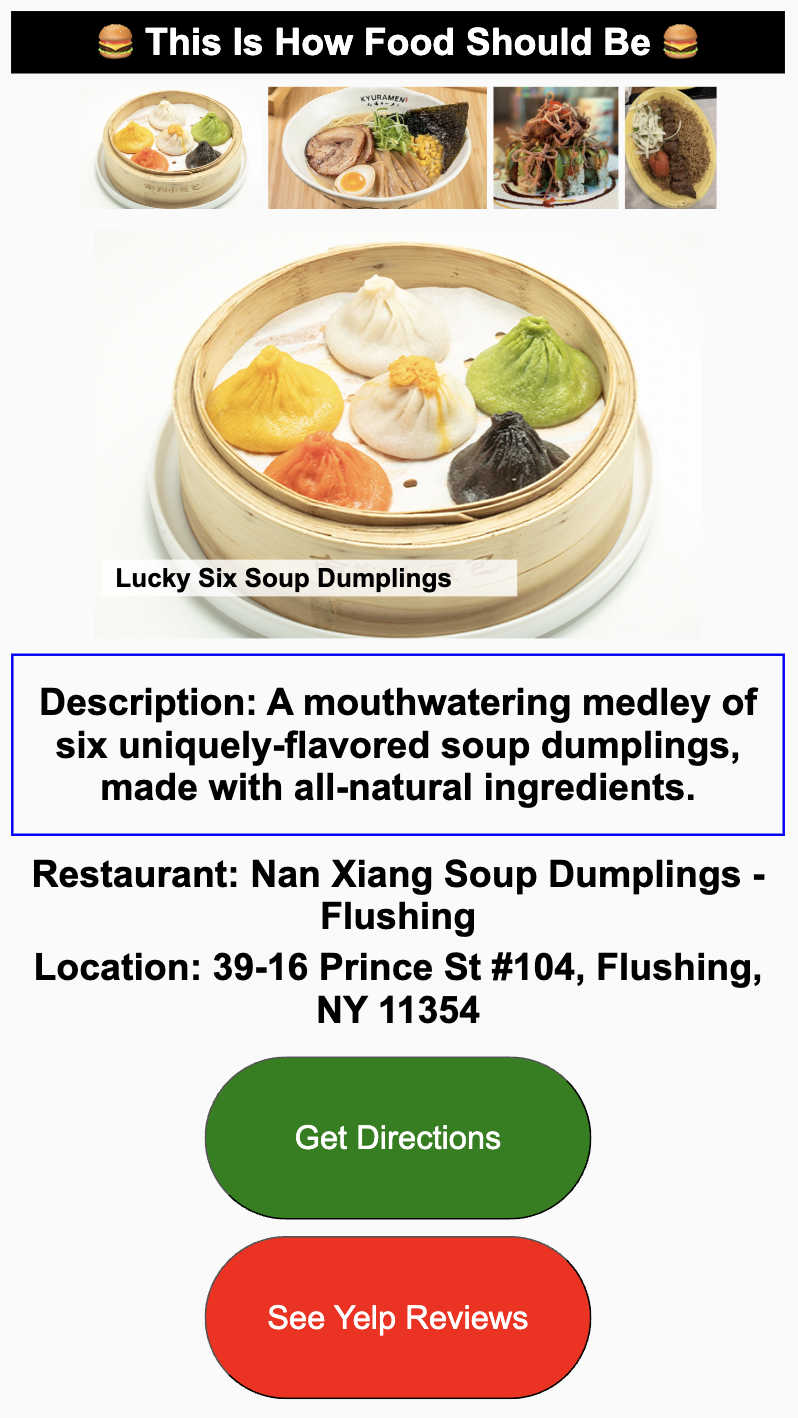 🍔 This Is How Food Should Be 🍔
KYURAMEN
Lucky Six Soup Dumplings
Description: A mouthwatering medley of
six uniquely-flavored soup dumplings,
made with all-natural ingredients.
Restaurant: Nan Xiang Soup Dumplings -
Flushing
Location: 39-16 Prince St #104, Flushing,
NY 11354
Get Directions
See Yelp Reviews